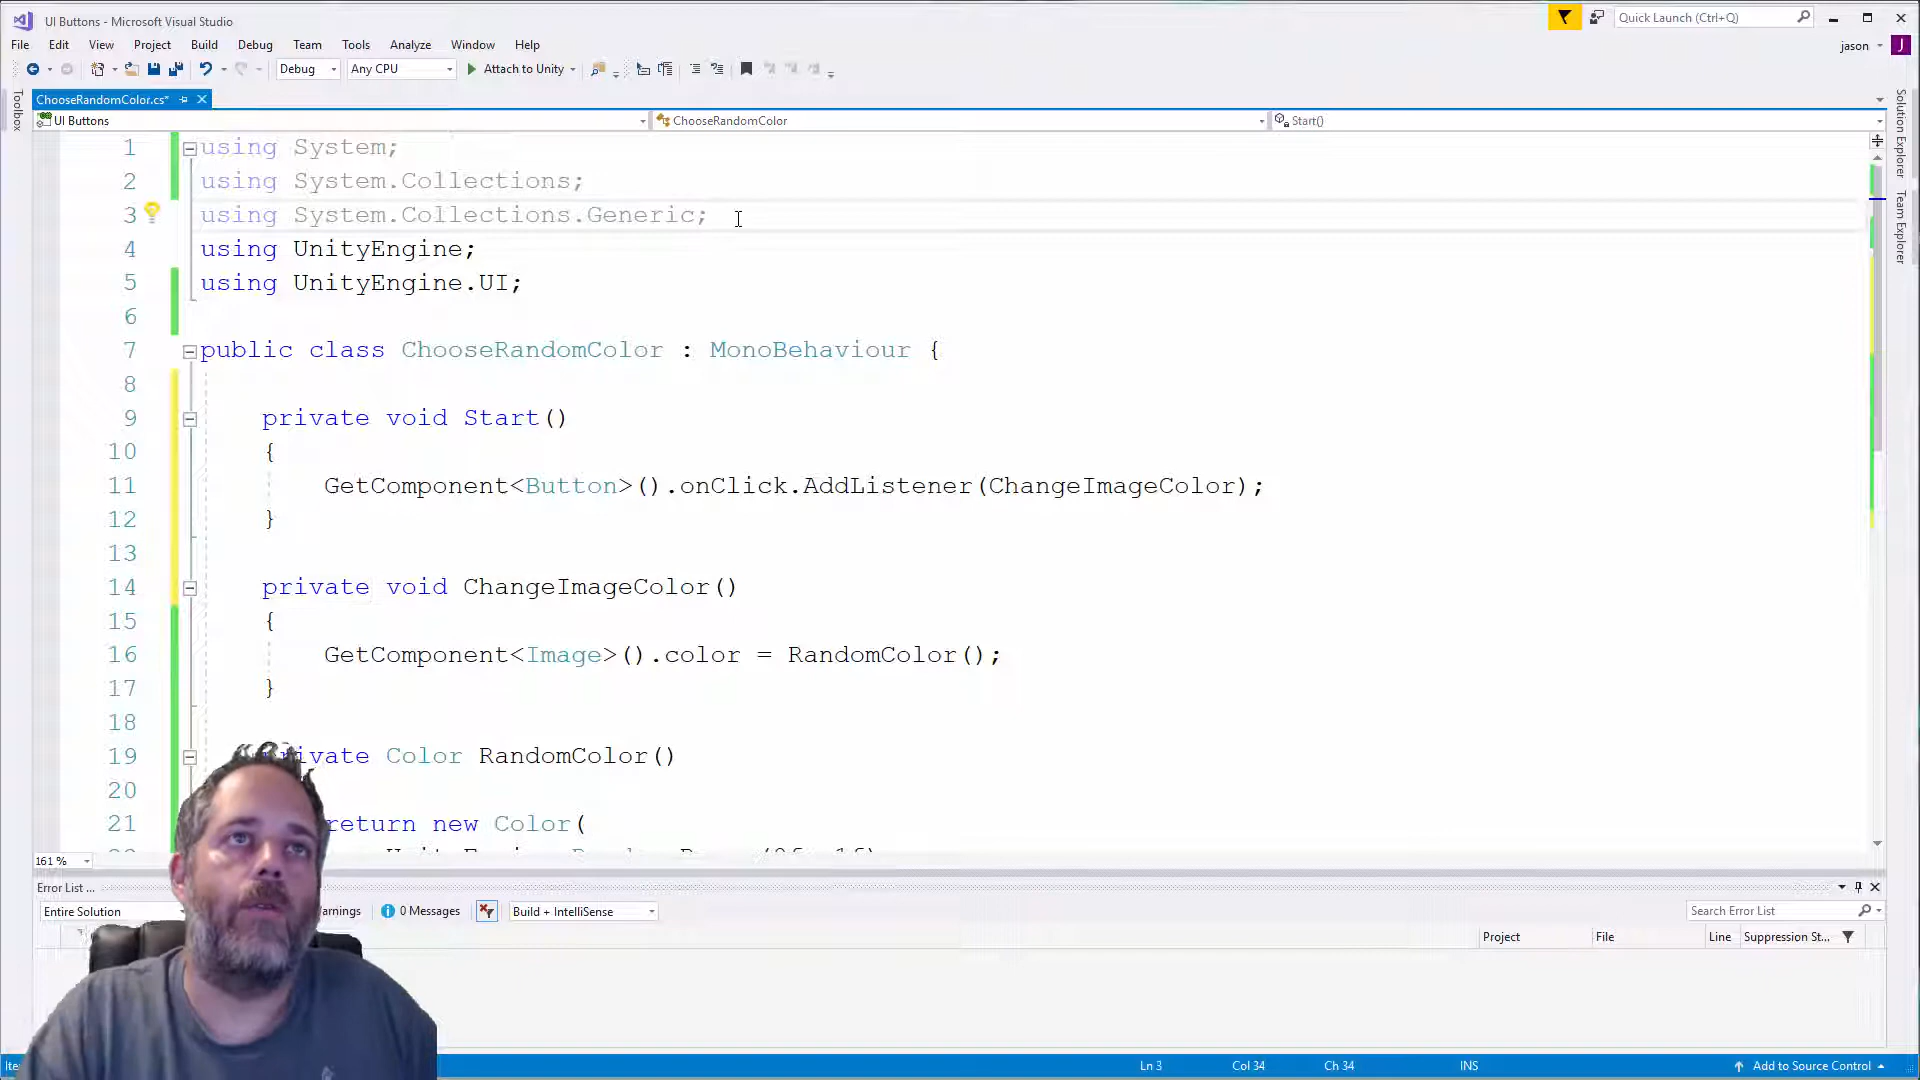 UI Buttons - Microsoft Visual Studio
Quick Launch (Ctrl+Q)
File Edit View Project Build Debug Team Tools Analyze Window Help
jason J
Debug Any CPU Attach to Unity
Toolbox
Solution Explorer
Team Explorer
ChooseRandomColor.cs*
UI Buttons ChooseRandomColor Start()
1 using System;
2 using System.Collections;
3 using System.Collections.Generic;
4 using UnityEngine;
5 using UnityEngine.UI;
6
7 public class ChooseRandomColor : MonoBehaviour {
8
9 private void Start()
10 {
11 GetComponent<Button>().onClick.AddListener(ChangeImageColor);
12 }
13
14 private void ChangeImageColor()
15 {
16 GetComponent<Image>().color = RandomColor();
17 }
18
19 private Color RandomColor()
20
21 return new Color(
161 %
Error List ...
Entire Solution 0 Messages Build + IntelliSense Search Error List
Project File Line Suppression St...
Ln 3 Col 34 Ch 34 INS Add to Source Control